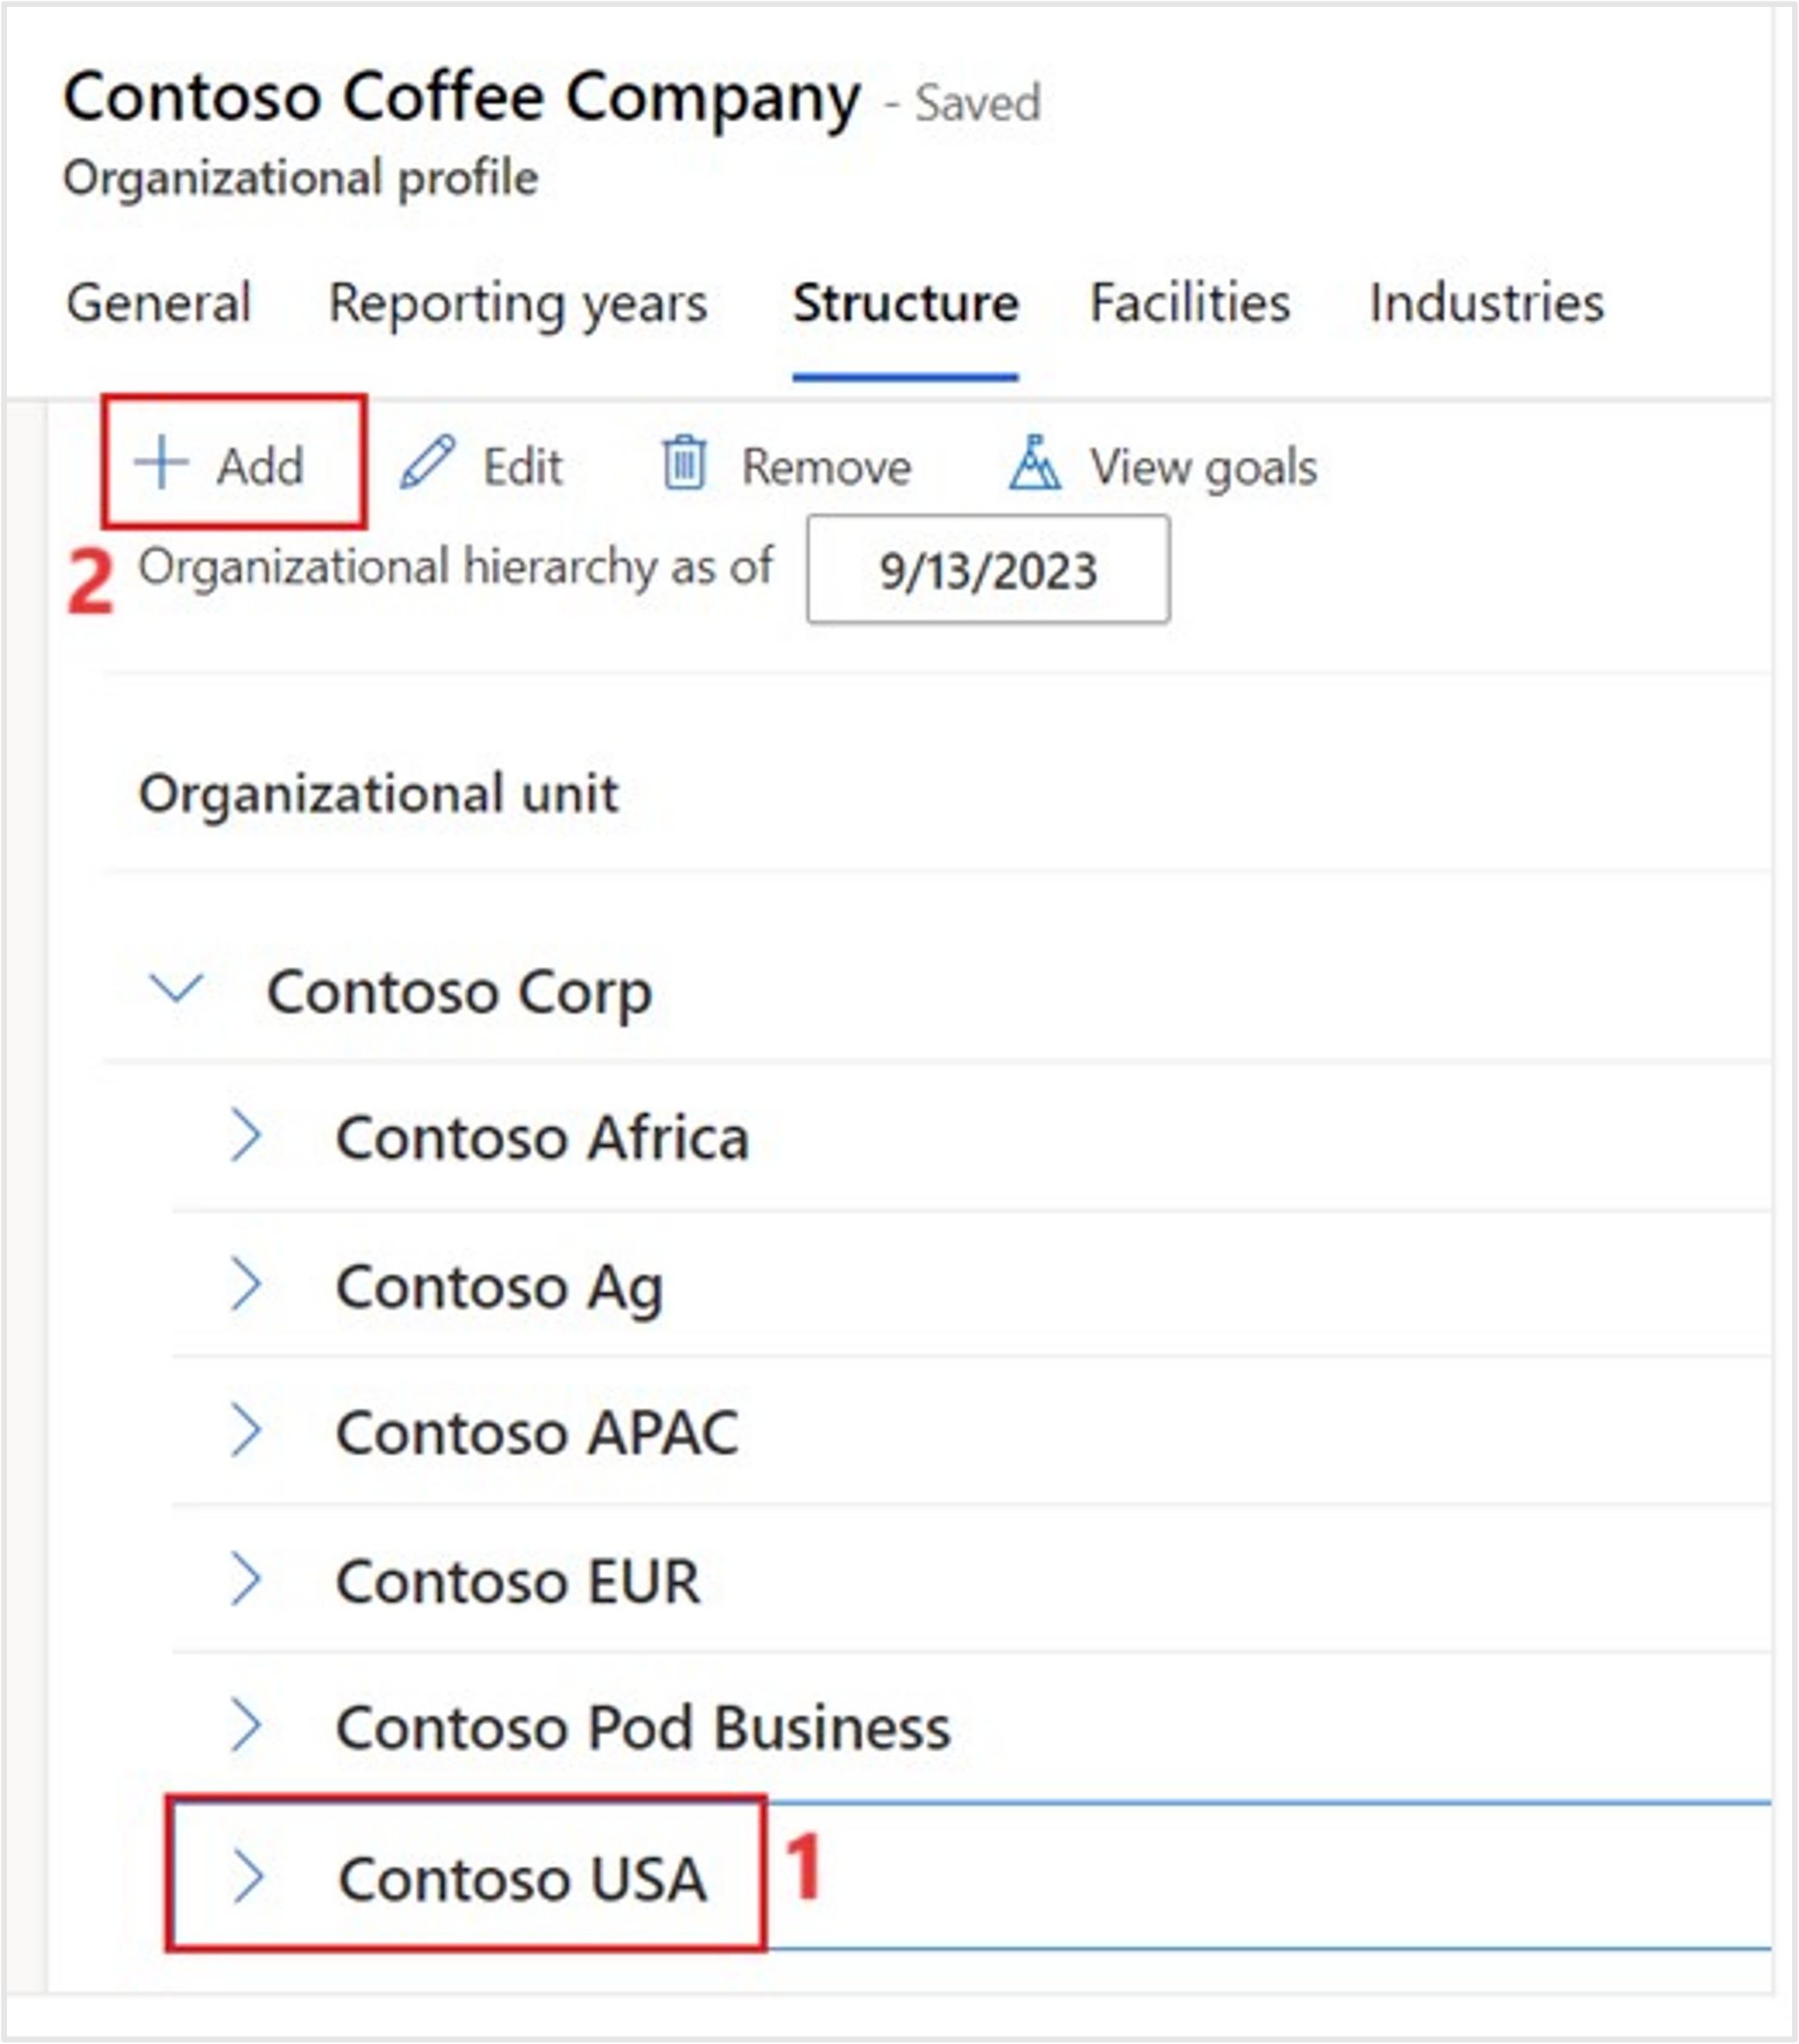 Contoso Coffee Company - Saved
Organizational profile
General Reporting years Structure Facilities Industries
Add Edit Remove View goals
2 Organizational hierarchy as of 9/13/2023
Organizational unit
Contoso Corp
Contoso Africa
Contoso Ag
Contoso APAC
Contoso EUR
Contoso Pod Business
Contoso USA 1